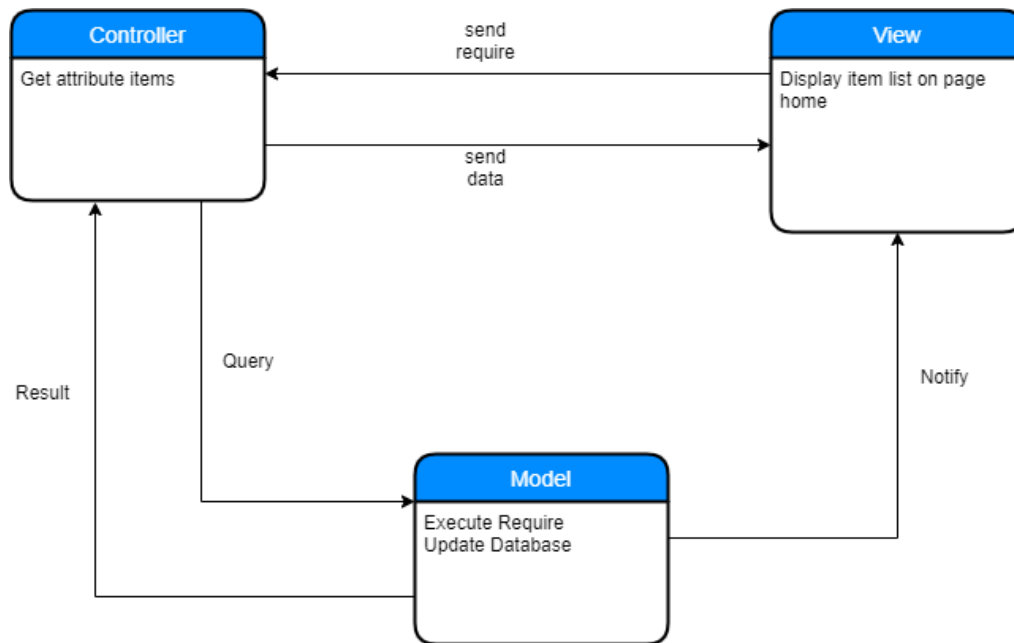 Controller
Get attribute items
send
require
View
Display item list on page
home
send
data
Result
Query
Notify
Model
Execute Require
Update Database